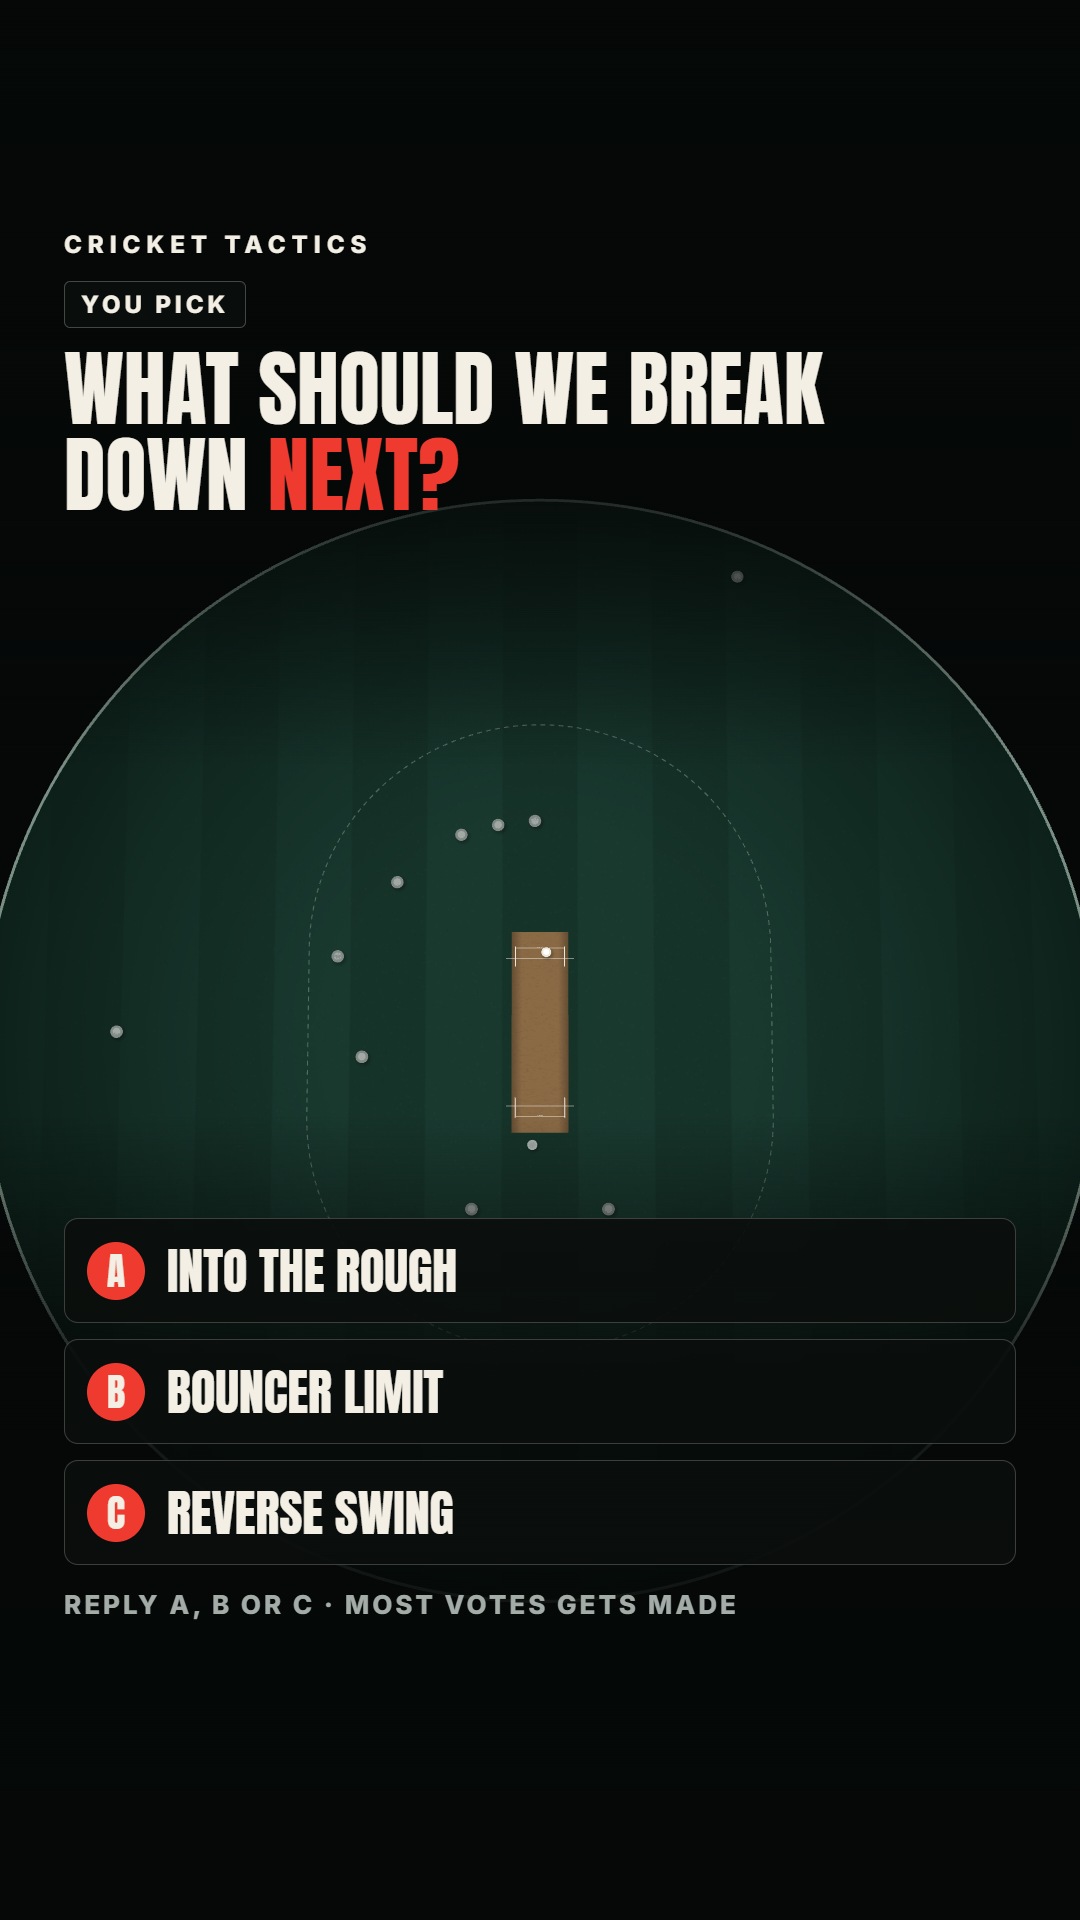 CRICKET TACTICS
YOU PICK
WHAT SHOULD WE BREAK
DOWN NEXT?
A INTO THE ROUGH
B BOUNCER LIMIT
C REVERSE SWING
REPLY A, B OR C · MOST VOTES GETS MADE